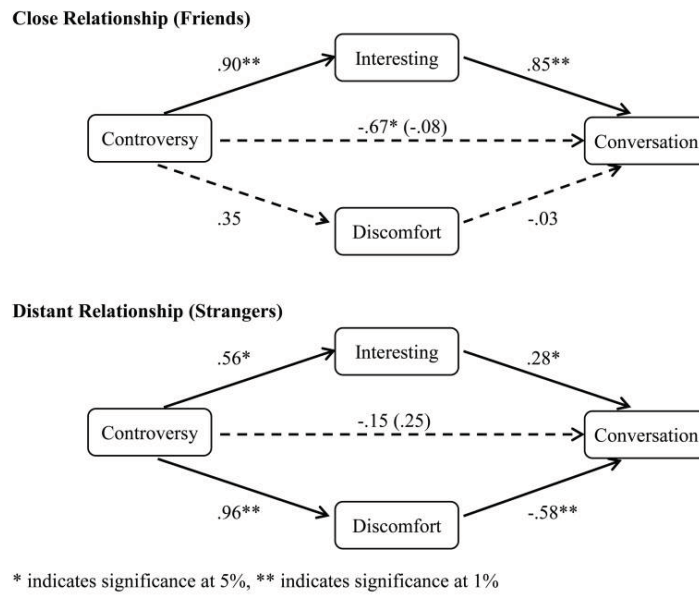 Close Relationship (Friends)
.90**
Interesting
.85**
Controversy
-.67* (-.08)
Conversation
.35
Discomfort
-.03
Distant Relationship (Strangers)
.56*
Interesting
.28*
Controversy
-.15 (.25)
Conversation
.96**
Discomfort
-.58**
* indicates significance at 5%, ** indicates significance at 1%